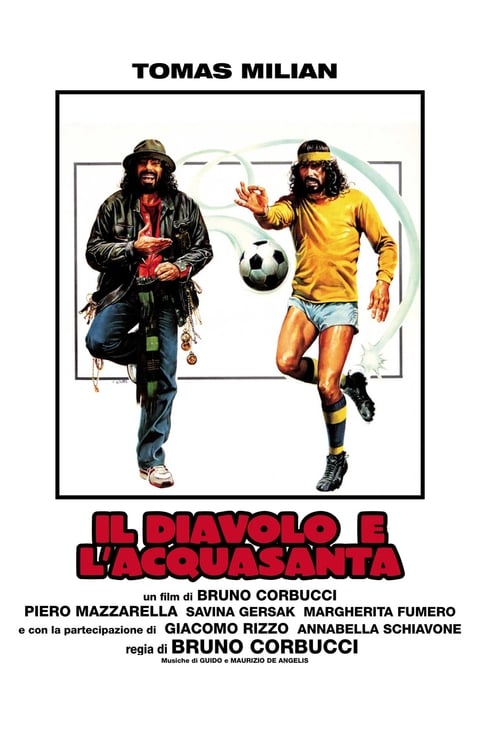 TOMAS MILIAN
IL DIAVOLO E
L'ACQUASANTA
un film di BRUNO CORBUCCI
PIERO MAZZARELLA SAVINA GERSAK MARGHERITA FUMERO
e con la partecipazione di GIACOMO RIZZO ANNABELLA SCHIAVONE
regia di BRUNO CORBUCCI
Musiche di GUIDO e MAURIZIO DE ANGELIS